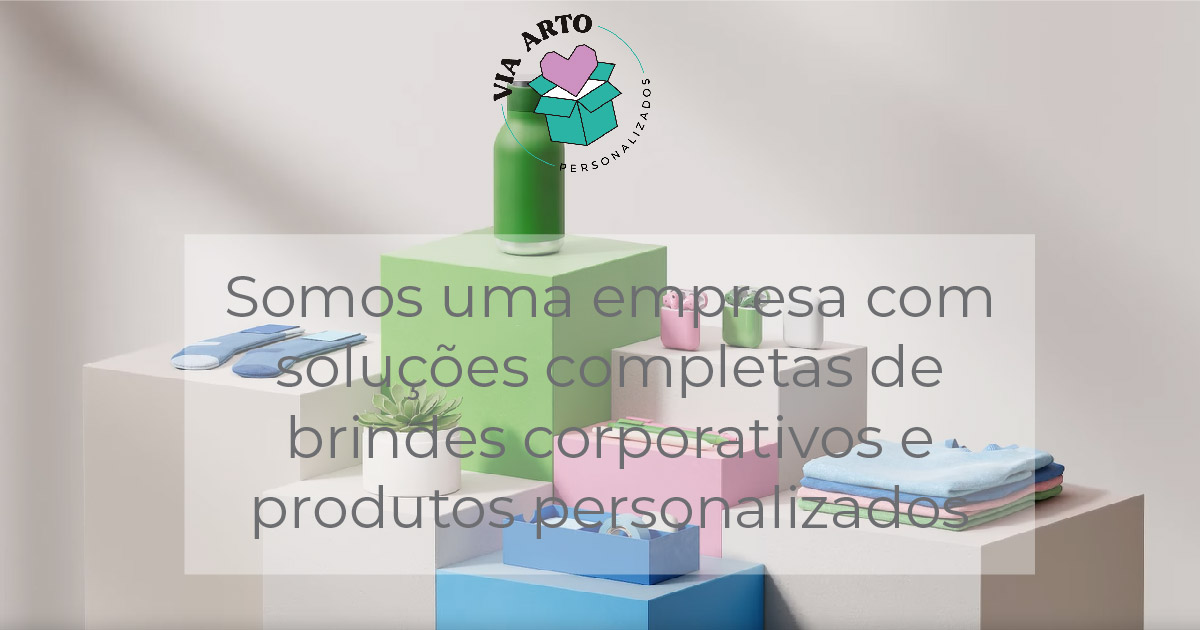 VIA ARTO
PERSONALIZADOS
Somos uma empresa com
soluções completas de
brindes corporativos e
produtos personalizados